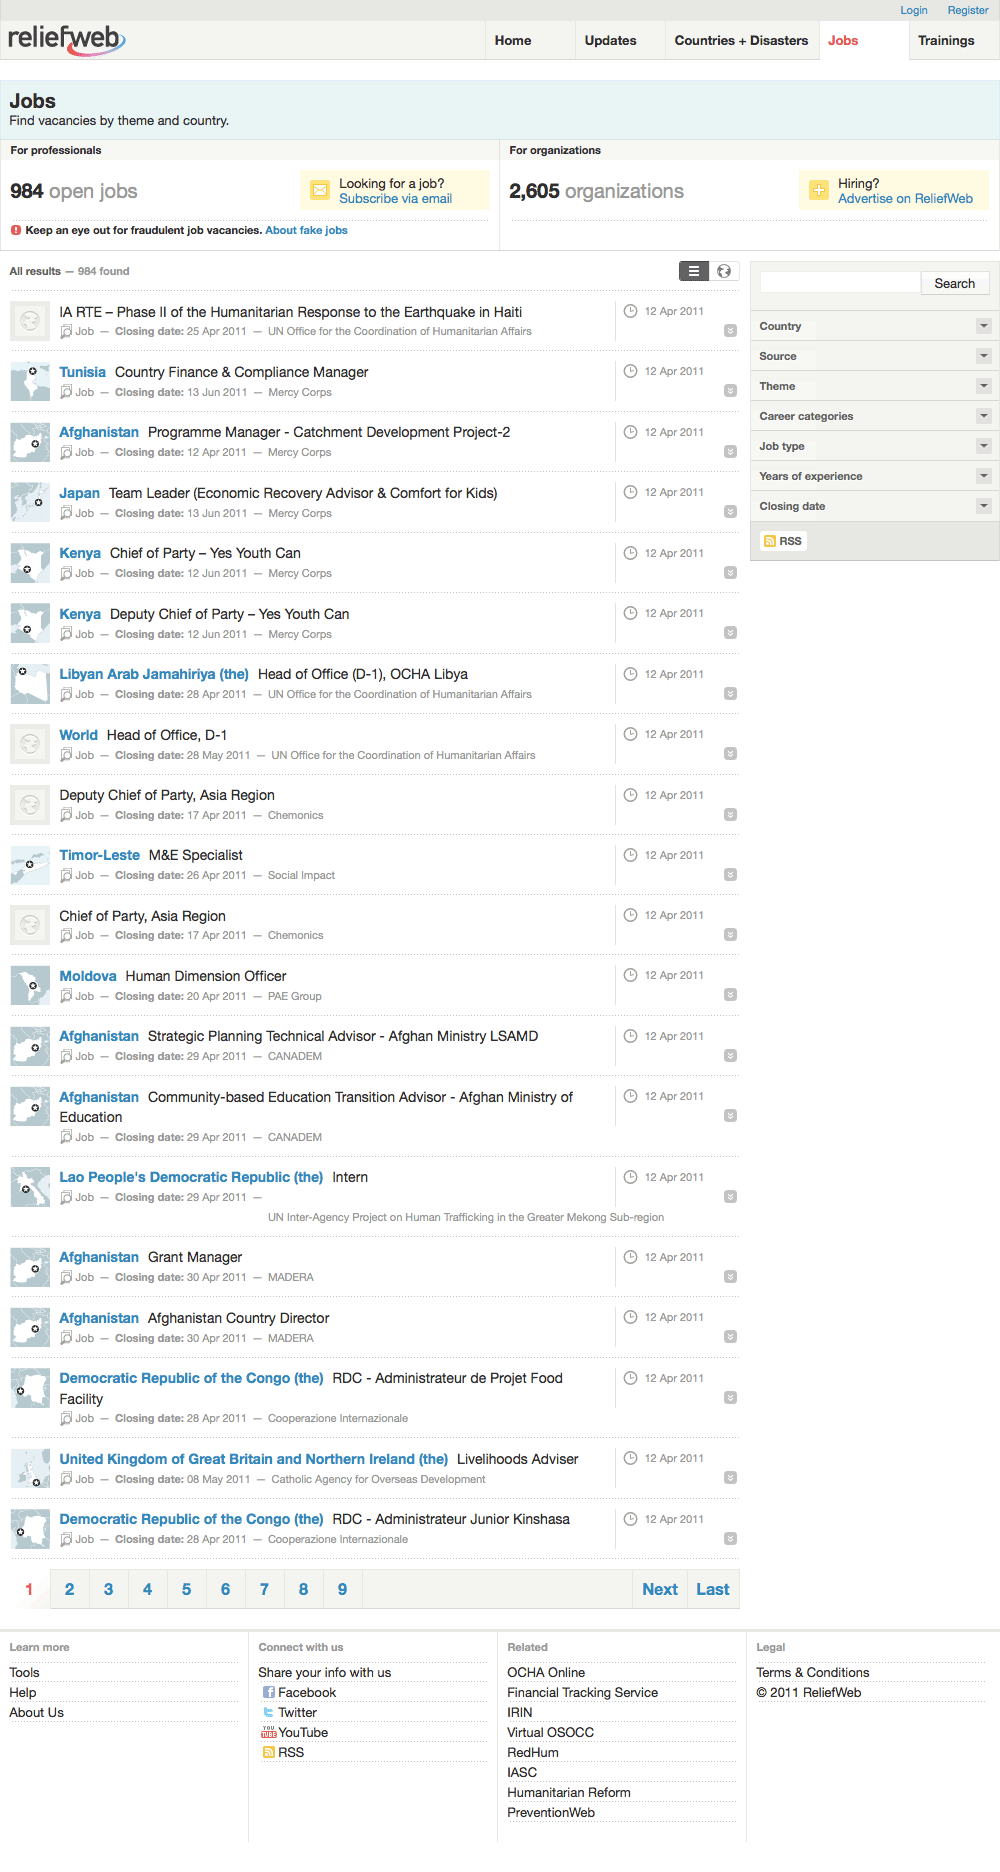 Login Register
reliefweb
Home Updates Countries + Disasters Jobs Trainings
Jobs
Find vacancies by theme and country.
For professionals
984 open jobs
Looking for a job?
Subscribe via email
Keep an eye out for fraudulent job vacancies. About fake jobs
For organizations
2,605 organizations
Hiring?
Advertise on ReliefWeb
All results — 984 found
IA RTE – Phase II of the Humanitarian Response to the Earthquake in Haiti
12 Apr 2011
Job — Closing date: 25 Apr 2011 — UN Office for the Coordination of Humanitarian Affairs
Tunisia Country Finance & Compliance Manager
12 Apr 2011
Job — Closing date: 13 Jun 2011 — Mercy Corps
Afghanistan Programme Manager - Catchment Development Project-2
12 Apr 2011
Job — Closing date: 12 Apr 2011 — Mercy Corps
Japan Team Leader (Economic Recovery Advisor & Comfort for Kids)
12 Apr 2011
Job — Closing date: 13 Jun 2011 — Mercy Corps
Kenya Chief of Party – Yes Youth Can
12 Apr 2011
Job — Closing date: 12 Jun 2011 — Mercy Corps
Kenya Deputy Chief of Party – Yes Youth Can
12 Apr 2011
Job — Closing date: 12 Jun 2011 — Mercy Corps
Libyan Arab Jamahiriya (the) Head of Office (D-1), OCHA Libya
12 Apr 2011
Job — Closing date: 28 Apr 2011 — UN Office for the Coordination of Humanitarian Affairs
World Head of Office, D-1
12 Apr 2011
Job — Closing date: 28 May 2011 — UN Office for the Coordination of Humanitarian Affairs
Deputy Chief of Party, Asia Region
12 Apr 2011
Job — Closing date: 17 Apr 2011 — Chemonics
Timor-Leste M&E Specialist
12 Apr 2011
Job — Closing date: 26 Apr 2011 — Social Impact
Chief of Party, Asia Region
12 Apr 2011
Job — Closing date: 17 Apr 2011 — Chemonics
Moldova Human Dimension Officer
12 Apr 2011
Job — Closing date: 20 Apr 2011 — PAE Group
Afghanistan Strategic Planning Technical Advisor - Afghan Ministry LSAMD
12 Apr 2011
Job — Closing date: 29 Apr 2011 — CANADEM
Afghanistan Community-based Education Transition Advisor - Afghan Ministry of
Education
12 Apr 2011
Job — Closing date: 29 Apr 2011 — CANADEM
Lao People's Democratic Republic (the) Intern
12 Apr 2011
Job — Closing date: 29 Apr 2011 —
UN Inter-Agency Project on Human Trafficking in the Greater Mekong Sub-region
Afghanistan Grant Manager
12 Apr 2011
Job — Closing date: 30 Apr 2011 — MADERA
Afghanistan Afghanistan Country Director
12 Apr 2011
Job — Closing date: 30 Apr 2011 — MADERA
Democratic Republic of the Congo (the) RDC - Administrateur de Projet Food
Facility
12 Apr 2011
Job — Closing date: 28 Apr 2011 — Cooperazione Internazionale
United Kingdom of Great Britain and Northern Ireland (the) Livelihoods Adviser
12 Apr 2011
Job — Closing date: 08 May 2011 — Catholic Agency for Overseas Development
Democratic Republic of the Congo (the) RDC - Administrateur Junior Kinshasa
12 Apr 2011
Job — Closing date: 28 Apr 2011 — Cooperazione Internazionale
1 2 3 4 5 6 7 8 9 Next Last
Search
Country
Source
Theme
Career categories
Job type
Years of experience
Closing date
RSS
Learn more
Tools
Help
About Us
Connect with us
Share your info with us
Facebook
Twitter
YouTube
RSS
Related
OCHA Online
Financial Tracking Service
IRIN
Virtual OSOCC
RedHum
IASC
Humanitarian Reform
PreventionWeb
Legal
Terms & Conditions
© 2011 ReliefWeb